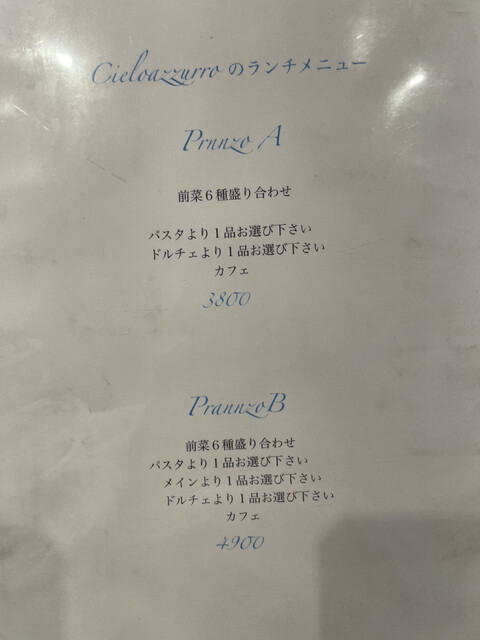 Cieloazzurro のランチメニュー
Prnnzo A
前菜６種盛り合わせ
パスタより１品お選び下さい
ドルチェより１品お選び下さい
カフェ
3800
PrannzoB
前菜６種盛り合わせ
パスタより１品お選び下さい
メインより１品お選び下さい
ドルチェより１品お選び下さい
カフェ
4900